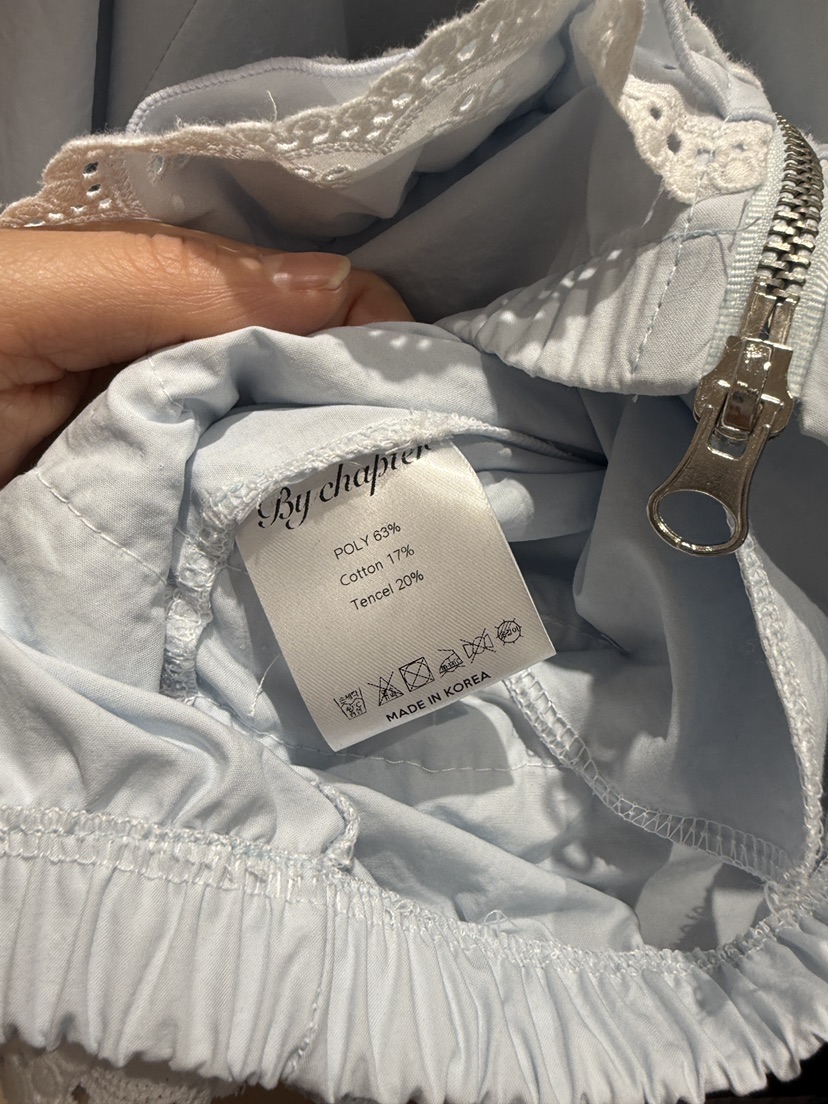 By chapter
POLY 63%
Cotton 17%
Tencel 20%
MADE IN KOREA